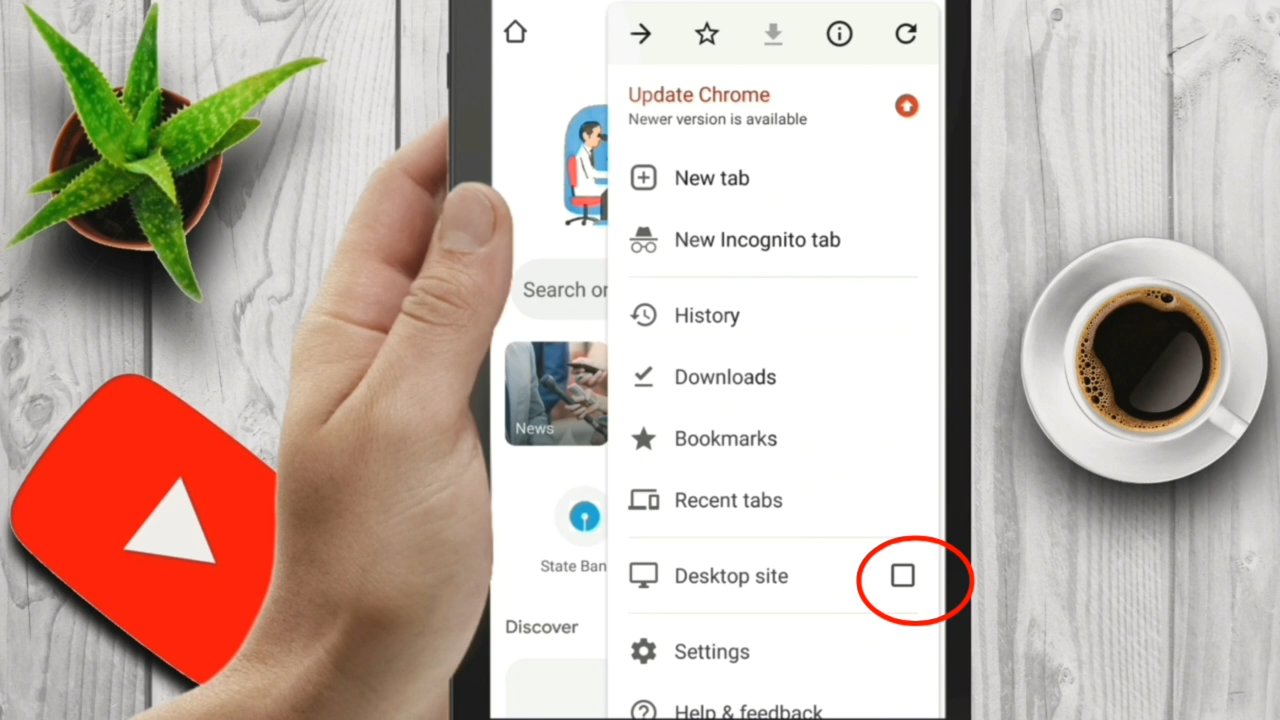 Update Chrome
Newer version is available
New tab
New Incognito tab
Search or
History
Downloads
News
Bookmarks
Recent tabs
State Ban
Desktop site
Discover
Settings
Help & feedback